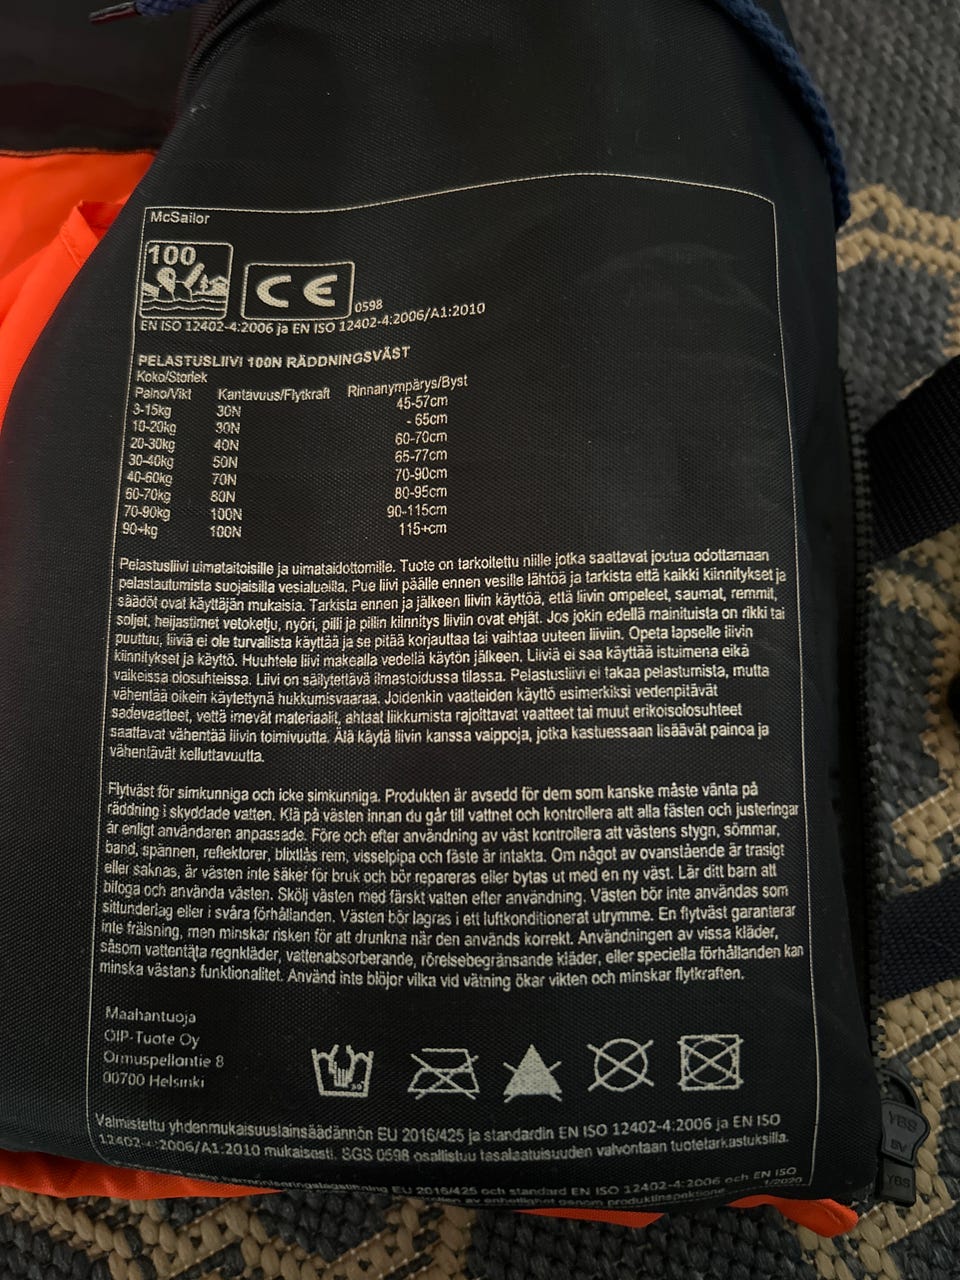 McSailor
100
CE 0598
EN ISO 12402-4:2006 ja EN ISO 12402-4:2006/A1:2010
PELASTUSLIIVI 100N RÄDDNINGSVÄST
Koko/Storlek
Paino/Vikt Kantavuus/Flytkraft Rinnanympärys/Byst
3-15kg 30N 45-57cm
10-20kg 30N - 65cm
20-30kg 40N 60-70cm
30-40kg 50N 65-77cm
40-60kg 70N 70-90cm
60-70kg 80N 80-95cm
70-90kg 100N 90-115cm
90+kg 100N 115+cm
Pelastusliivi uimataitoisille ja uimataidottomille. Tuote on tarkoitettu niille jotka saattavat joutua odottamaan
pelastautumista suojaisilla vesialueilla. Pue liivi päälle ennen vesille lähtöä ja tarkista että kaikki kiinnitykset ja
säädöt ovat käyttäjän mukaisia. Tarkista ennen ja jälkeen liivin käyttöä, että liivin ompeleet, saumat, remmit,
soljet, heijastimet vetoketju, nyöri, pilli ja pillin kiinnitys liiviin ovat ehjät. Jos jokin edellä mainituista on rikki tai
puuttuu, liiviä ei ole turvallista käyttää ja se pitää korjauttaa tai vaihtaa uuteen liiviin. Opeta lapselle liivin
kiinnitykset ja käyttö. Huuhtele liivi makealla vedellä käytön jälkeen. Liiviä ei saa käyttää istuimena eikä
vaikeissa olosuhteissa. Liivi on säilytettävä ilmastoidussa tilassa. Pelastusliivi ei takaa pelastumista, mutta
vähentää oikein käytettynä hukkumisvaaraa. Joidenkin vaatteiden käyttö esimerkiksi vedenpitävät
sadevaatteet, vettä imevät materiaalit, ahtaat liikkumista rajoittavat vaatteet tai muut erikoisolosuhteet
saattavat vähentää liivin toimivuutta. Älä käytä liivin kanssa vaippoja, jotka kastuessaan lisäävät painoa ja
vähentävät kelluttavuutta.
Flytväst för simkunniga och icke simkunniga. Produkten är avsedd för dem som kanske måste vänta på
räddning i skyddade vatten. Klä på västen innan du går till vattnet och kontrollera att alla fästen och justeringar
är enligt användaren anpassade. Före och efter användning av väst kontrollera att västens stygn, sömmar,
band, spännen, reflektorer, blixtlås rem, visselpipa och fäste är intakta. Om något av ovanstående är trasigt
eller saknas, är västen inte säker för bruk och bör repareras eller bytas ut med en ny väst. Lär ditt barn att
bifoga och använda västen. Skölj västen med färskt vatten efter användning. Västen bör inte användas som
sittunderlag eller i svåra förhållanden. Västen bör lagras i ett luftkonditionerat utrymme. En flytväst garanterar
inte frälsning, men minskar risken för att drunkna när den används korrekt. Användningen av vissa kläder,
såsom vattentäta regnkläder, vattenabsorberande, rörelsebegränsande kläder, eller speciella förhållanden kan
minska västans funktionalitet. Använd inte blöjor vilka vid vätning ökar vikten och minskar flytkraften.
Maahantuoja
OIP-Tuote Oy
Ormuspellontie 8
00700 Helsinki
30
Valmistettu yhdenmukaisuuslainsäädännön EU 2016/425 ja standardin EN ISO 12402-4:2006 ja EN ISO
12402-4:2006/A1:2010 mukaisesti. SGS 0598 osallistuu tasalaatuisuuden valvontaan tuotetarkastuksilla.
EU 2016/425 och standard EN ISO 12402-4:2006 och EN ISO
av enhetlighet genom produktinspektione 1/2020
YBS
YBS